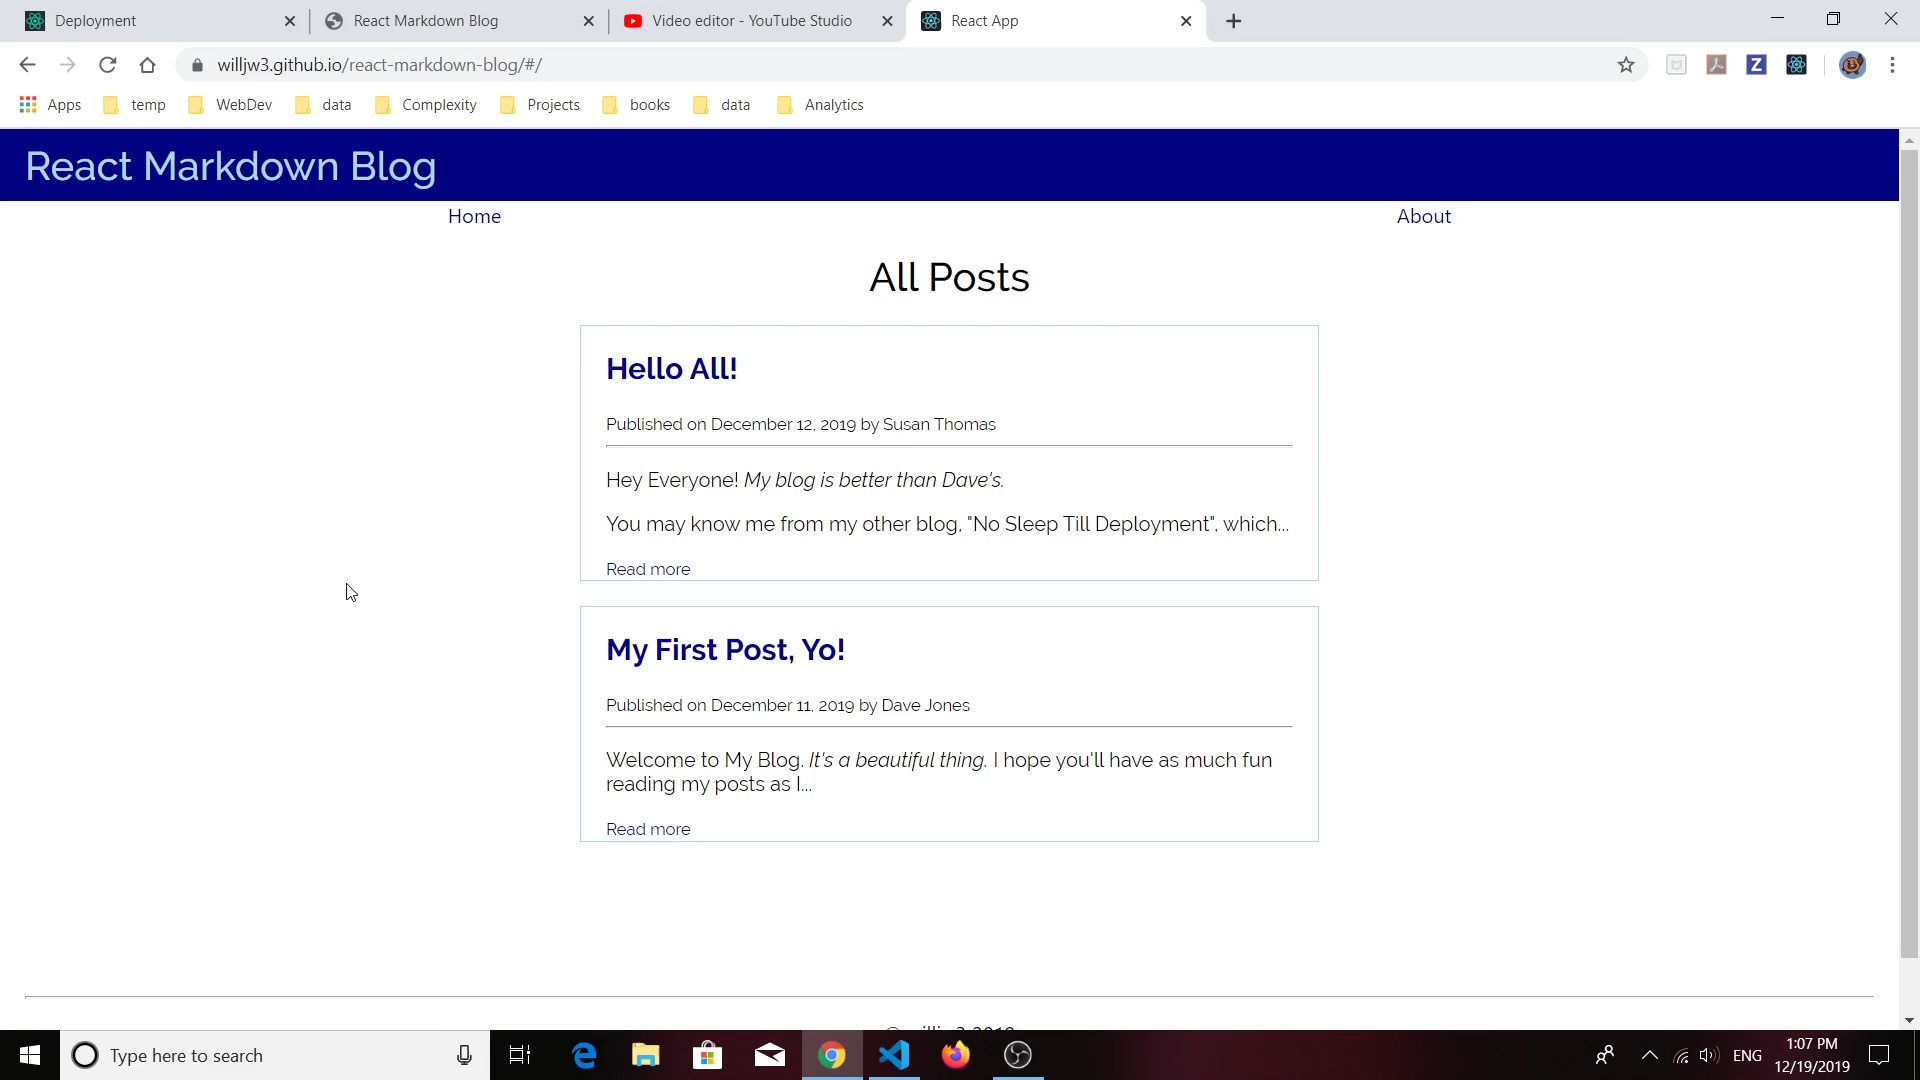 Deployment
React Markdown Blog
Video editor - YouTube Studio
React App
willjw3.github.io/react-markdown-blog/#/
Z
Apps
temp
WebDev
data
Complexity
Projects
books
data
Analytics
React Markdown Blog
Home
About
All Posts
Hello All!
Published on December 12, 2019 by Susan Thomas
Hey Everyone! My blog is better than Dave's.
You may know me from my other blog, "No Sleep Till Deployment", which...
Read more
My First Post, Yo!
Published on December 11, 2019 by Dave Jones
Welcome to My Blog. It's a beautiful thing. I hope you'll have as much fun
reading my posts as I...
Read more
Type here to search
ENG
1:07 PM
12/19/2019